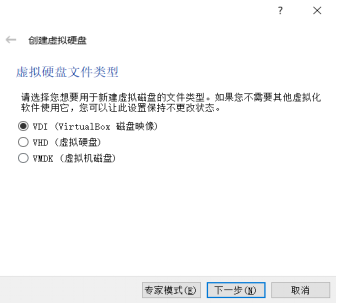 创建虚拟硬盘
虚拟硬盘文件类型
请选择您想要用于新建虚拟磁盘的文件类型。如果您不需要其他虚拟化
软件使用它，您可以让此设置保持不更改状态。
VDI (VirtualBox 磁盘映像)
VHD (虚拟硬盘)
VMDK (虚拟机磁盘)
专家模式(E) 下一步(N) 取消